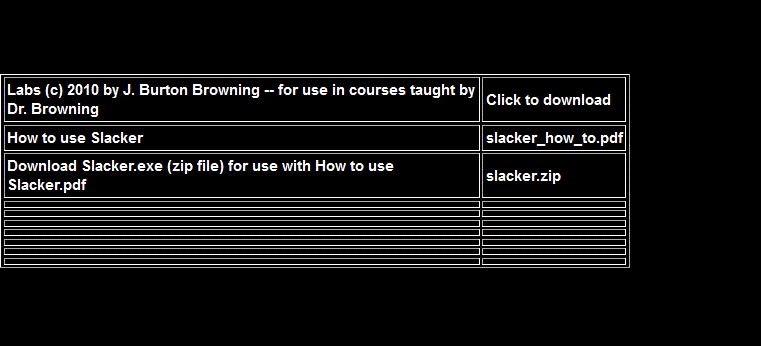 Labs (c) 2010 by J. Burton Browning -- for use in courses taught by
Dr. Browning
Click to download
How to use Slacker
slacker_how_to.pdf
Download Slacker.exe (zip file) for use with How to use
Slacker.pdf
slacker.zip